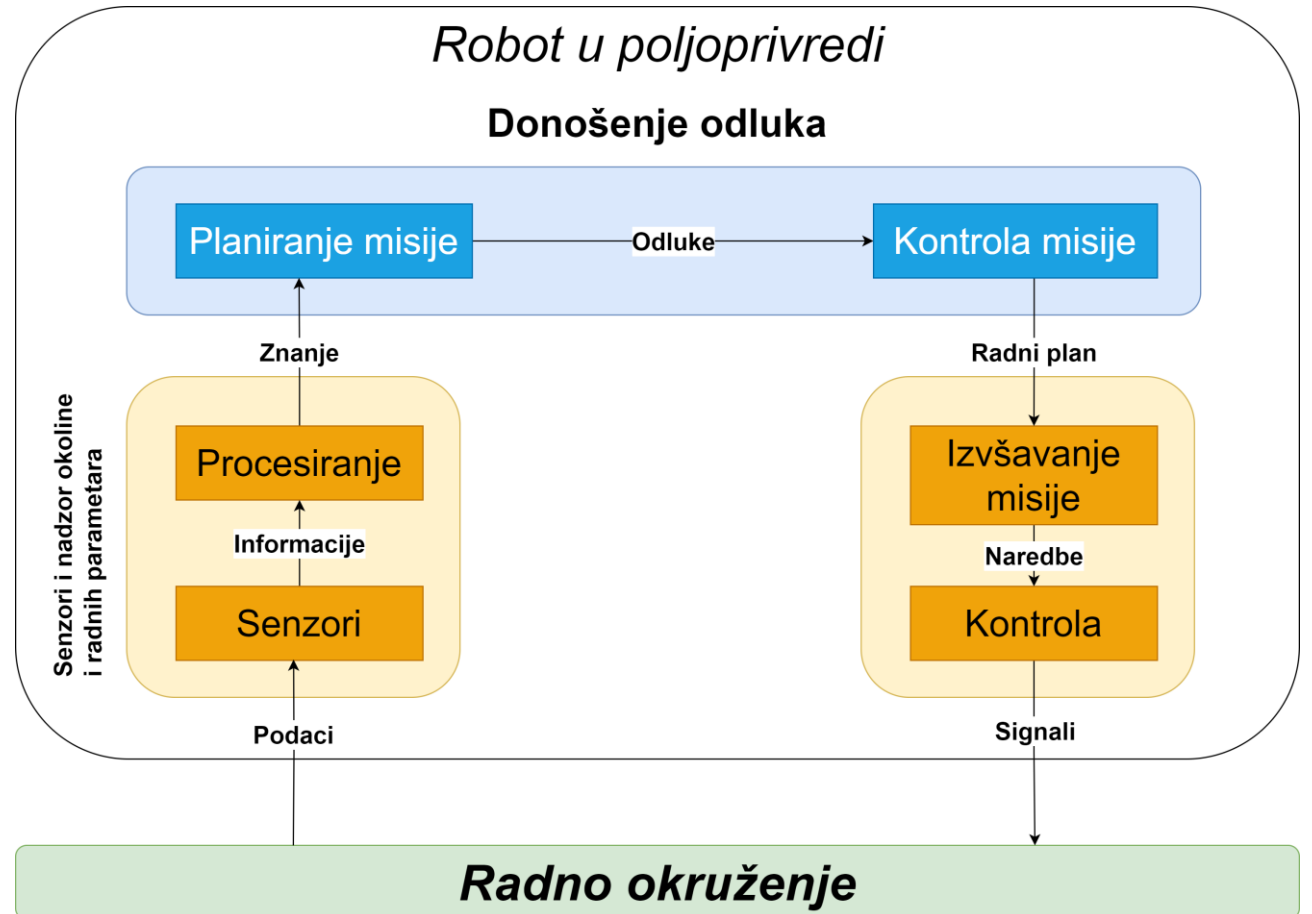 Robot u poljoprivredi
Donošenje odluka
Planiranje misije
Odluke
Kontrola misije
Znanje
Radni plan
Senzori i nadzor okoline
i radnih parametara
Procesiranje
Izvšavanje
misije
Informacije
Naredbe
Senzori
Kontrola
Podaci
Signali
Radno okruženje